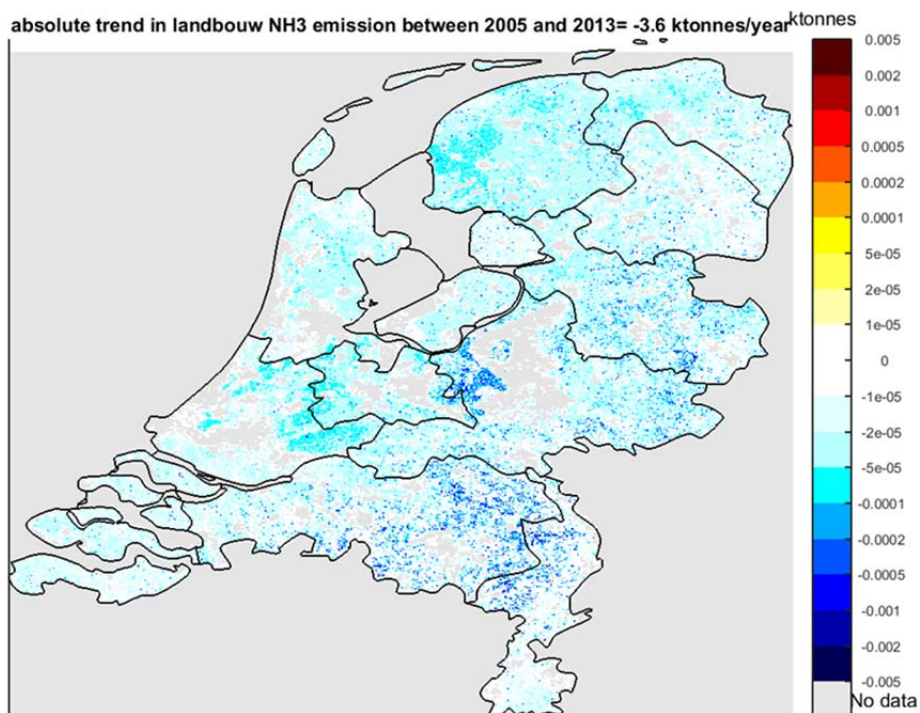 absolute trend in landbouw NH3 emission between 2005 and 2013= -3.6 ktonnes/year
ktonnes
0.005
0.002
0.001
0.0005
0.0002
0.0001
5e-05
2e-05
1e-05
0
-1e-05
-2e-05
-5e-05
-0.0001
-0.0002
-0.0005
-0.001
-0.002
-0.005
No data